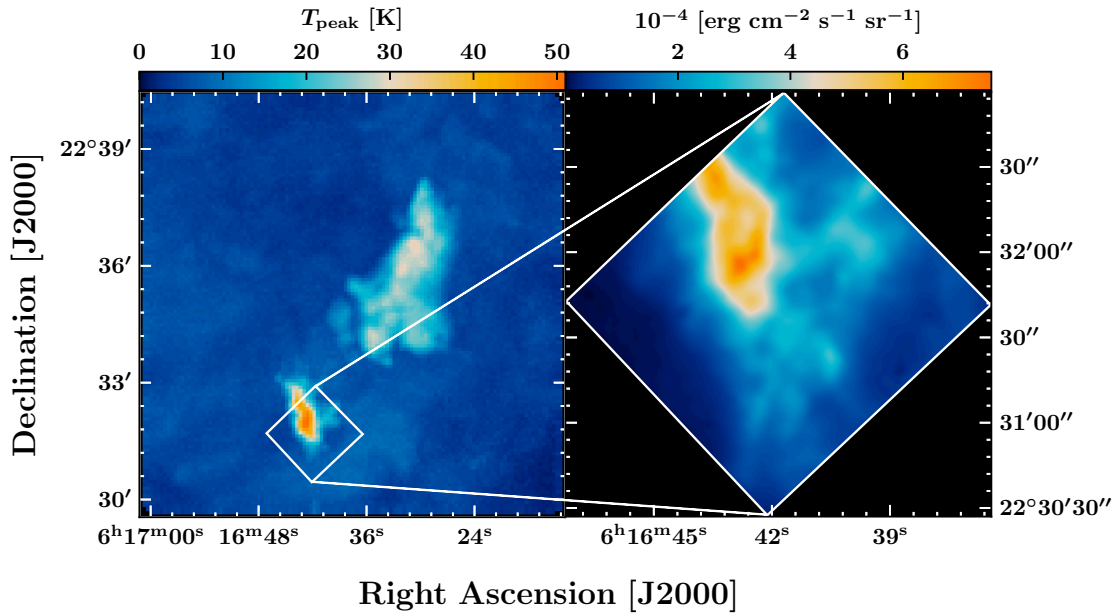 T_peak [K]
10⁻⁴ [erg cm⁻² s⁻¹ sr⁻¹]
0 10 20 30 40 50
2 4 6
22°39′
36′
33′
30′
30′′
32′00′′
30′′
31′00′′
22°30′30′′
6ʰ17ᵐ00ˢ 16ᵐ48ˢ 36ˢ 24ˢ
6ʰ16ᵐ45ˢ 42ˢ 39ˢ
Declination [J2000]
Right Ascension [J2000]